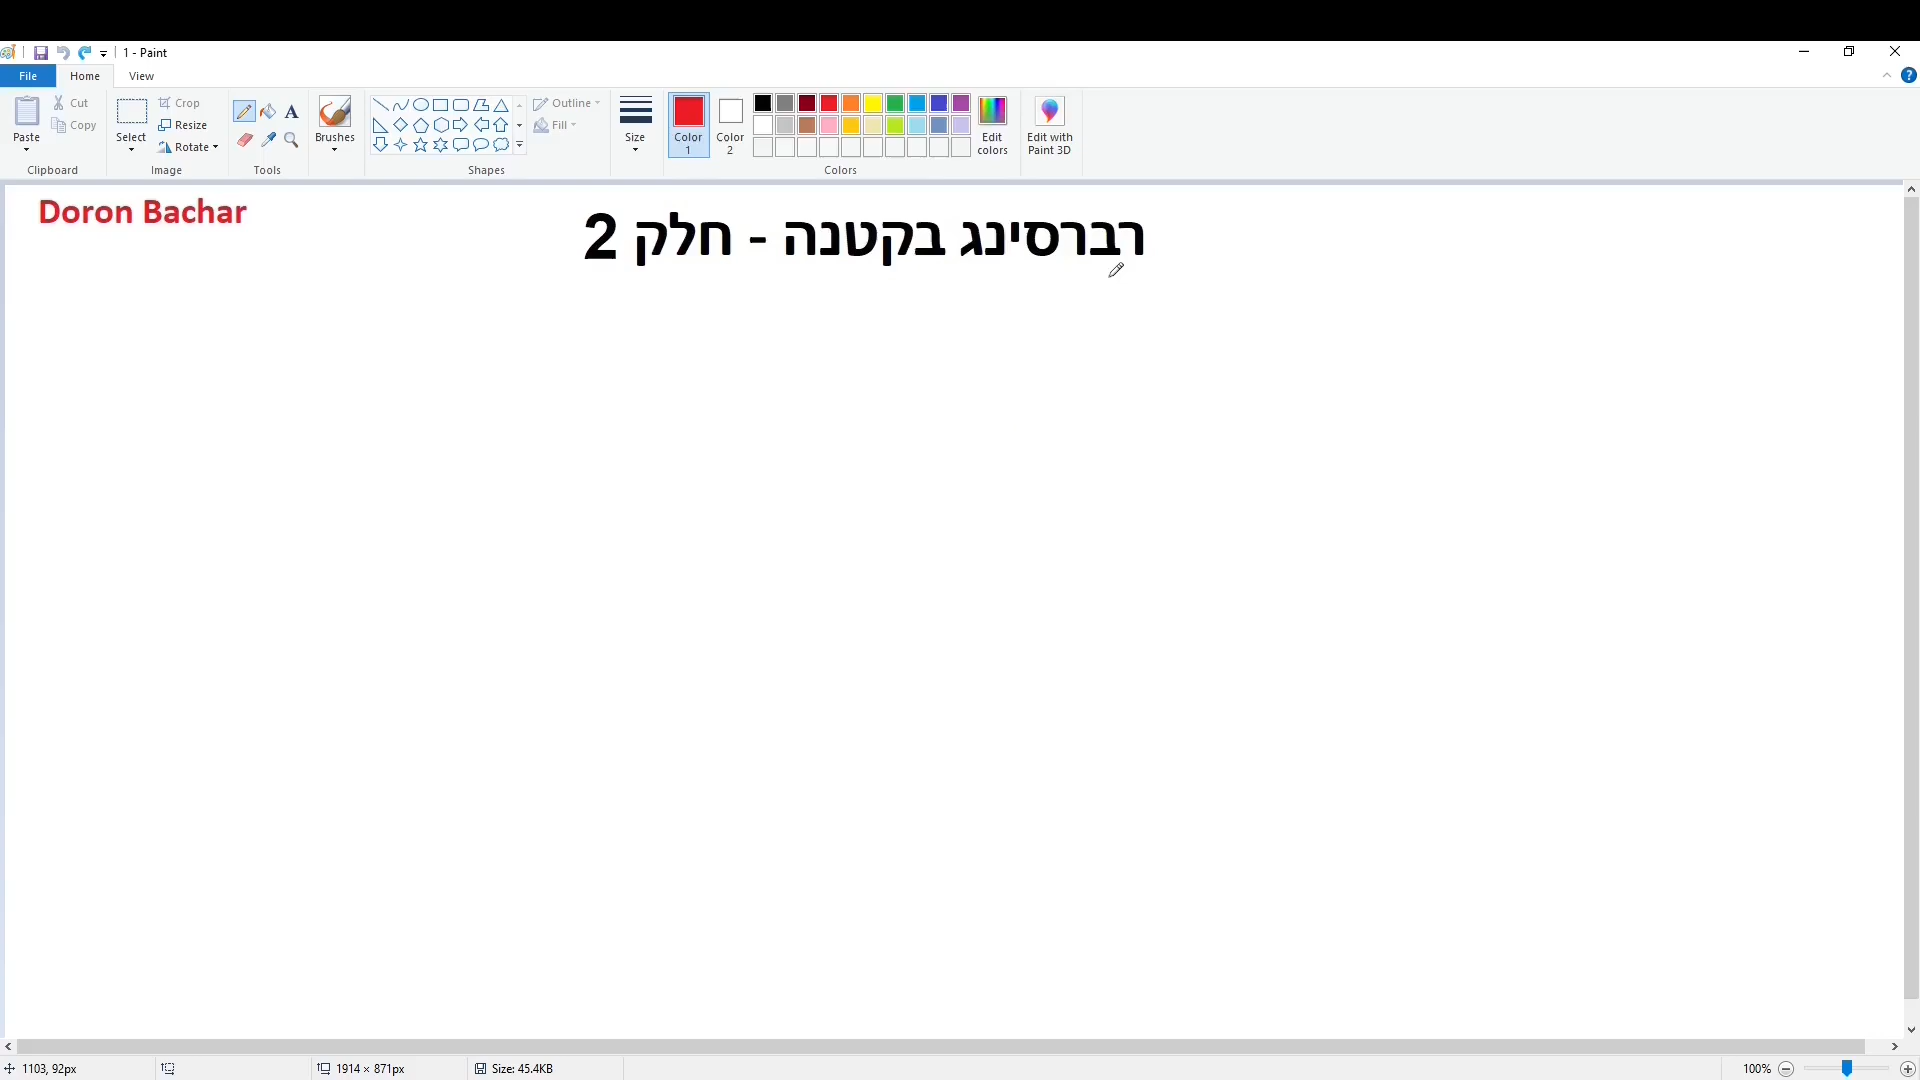 1 - Paint
File Home View
Paste Cut Copy Clipboard
Select Crop Resize Rotate Image
Tools
Brushes
Shapes
Outline Fill
Size
Color 1 Color 2 Edit colors Colors
Edit with Paint 3D
Doron Bachar
רברסינג בקטנה - חלק 2
1103, 92px 1914 × 871px Size: 45.4KB 100%